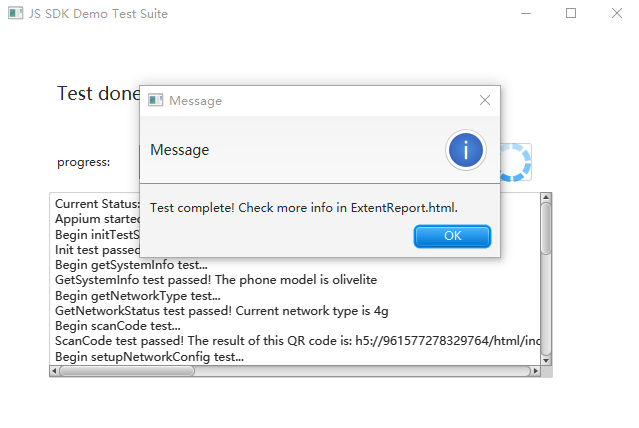 JS SDK Demo Test Suite
Test done
Message
Message
i
progress:
Test complete! Check more info in ExtentReport.html.
OK
Current Status:
Appium started
Begin initTestS
Init test passed
Begin getSystemInfo test...
GetSystemInfo test passed! The phone model is olivelite
Begin getNetworkType test...
GetNetworkStatus test passed! Current network type is 4g
Begin scanCode test...
ScanCode test passed! The result of this QR code is: h5://961577278329764/html/ind
Begin setupNetworkConfig test...